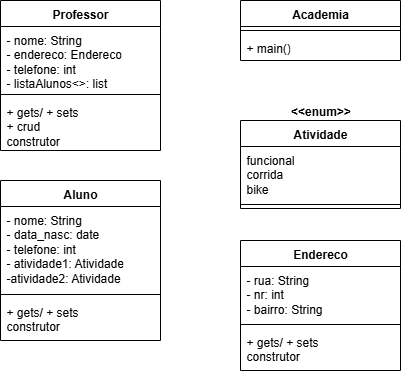 Professor
- nome: String
- endereco: Endereco
- telefone: int
- listaAlunos<>: list
+ gets/ + sets
+ crud
construtor
Academia
+ main()
<<enum>>
Atividade
funcional
corrida
bike
Aluno
- nome: String
- data_nasc: date
- telefone: int
- atividade1: Atividade
-atividade2: Atividade
+ gets/ + sets
construtor
Endereco
- rua: String
- nr: int
- bairro: String
+ gets/ + sets
construtor